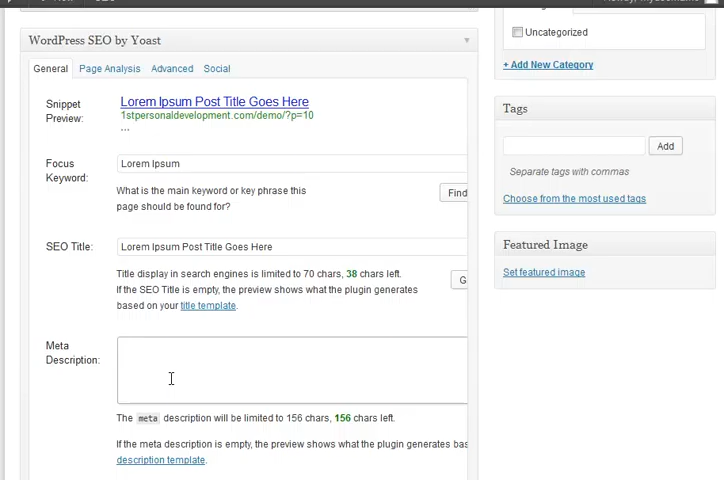 WordPress SEO by Yoast
General Page Analysis Advanced Social
Snippet Preview:
Lorem Ipsum Post Title Goes Here
1stpersonaldevelopment.com/demo/?p=10
...
Focus Keyword:
Lorem Ipsum
What is the main keyword or key phrase this
page should be found for?
Find
SEO Title:
Lorem Ipsum Post Title Goes Here
Title display in search engines is limited to 70 chars, 38 chars left.
If the SEO Title is empty, the preview shows what the plugin generates
based on your title template.
G
Meta Description:
The meta description will be limited to 156 chars, 156 chars left.
If the meta description is empty, the preview shows what the plugin generates bas
description template.
Uncategorized
+ Add New Category
Tags
Add
Separate tags with commas
Choose from the most used tags
Featured Image
Set featured image